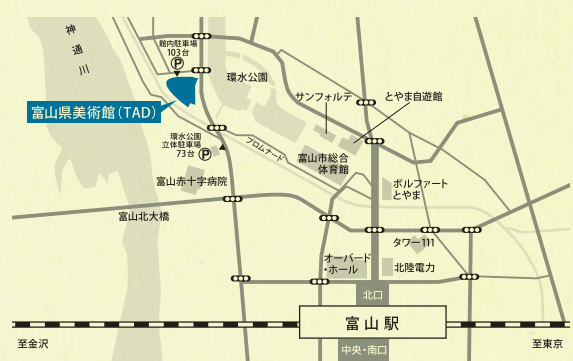 神通川
館内駐車場
103台
P
環水公園
サンフォルテ
とやま自遊館
富山県美術館(TAD)
環水公園
立体駐車場
73台 P
プロムナード
富山市総合
体育館
富山赤十字病院
ボルファート
とやま
富山北大橋
タワー111
オーバード
・ホール
北陸電力
北口
富山駅
至金沢
至東京
中央・南口